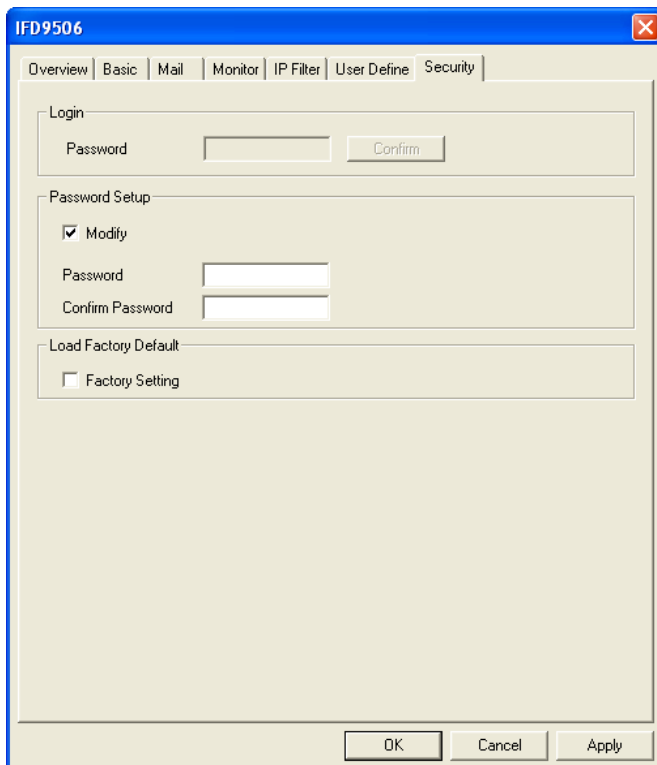 IFD9506
Overview Basic Mail Monitor IP Filter User Define Security
Login
Password Confirm
Password Setup
Modify
Password
Confirm Password
Load Factory Default
Factory Setting
OK Cancel Apply